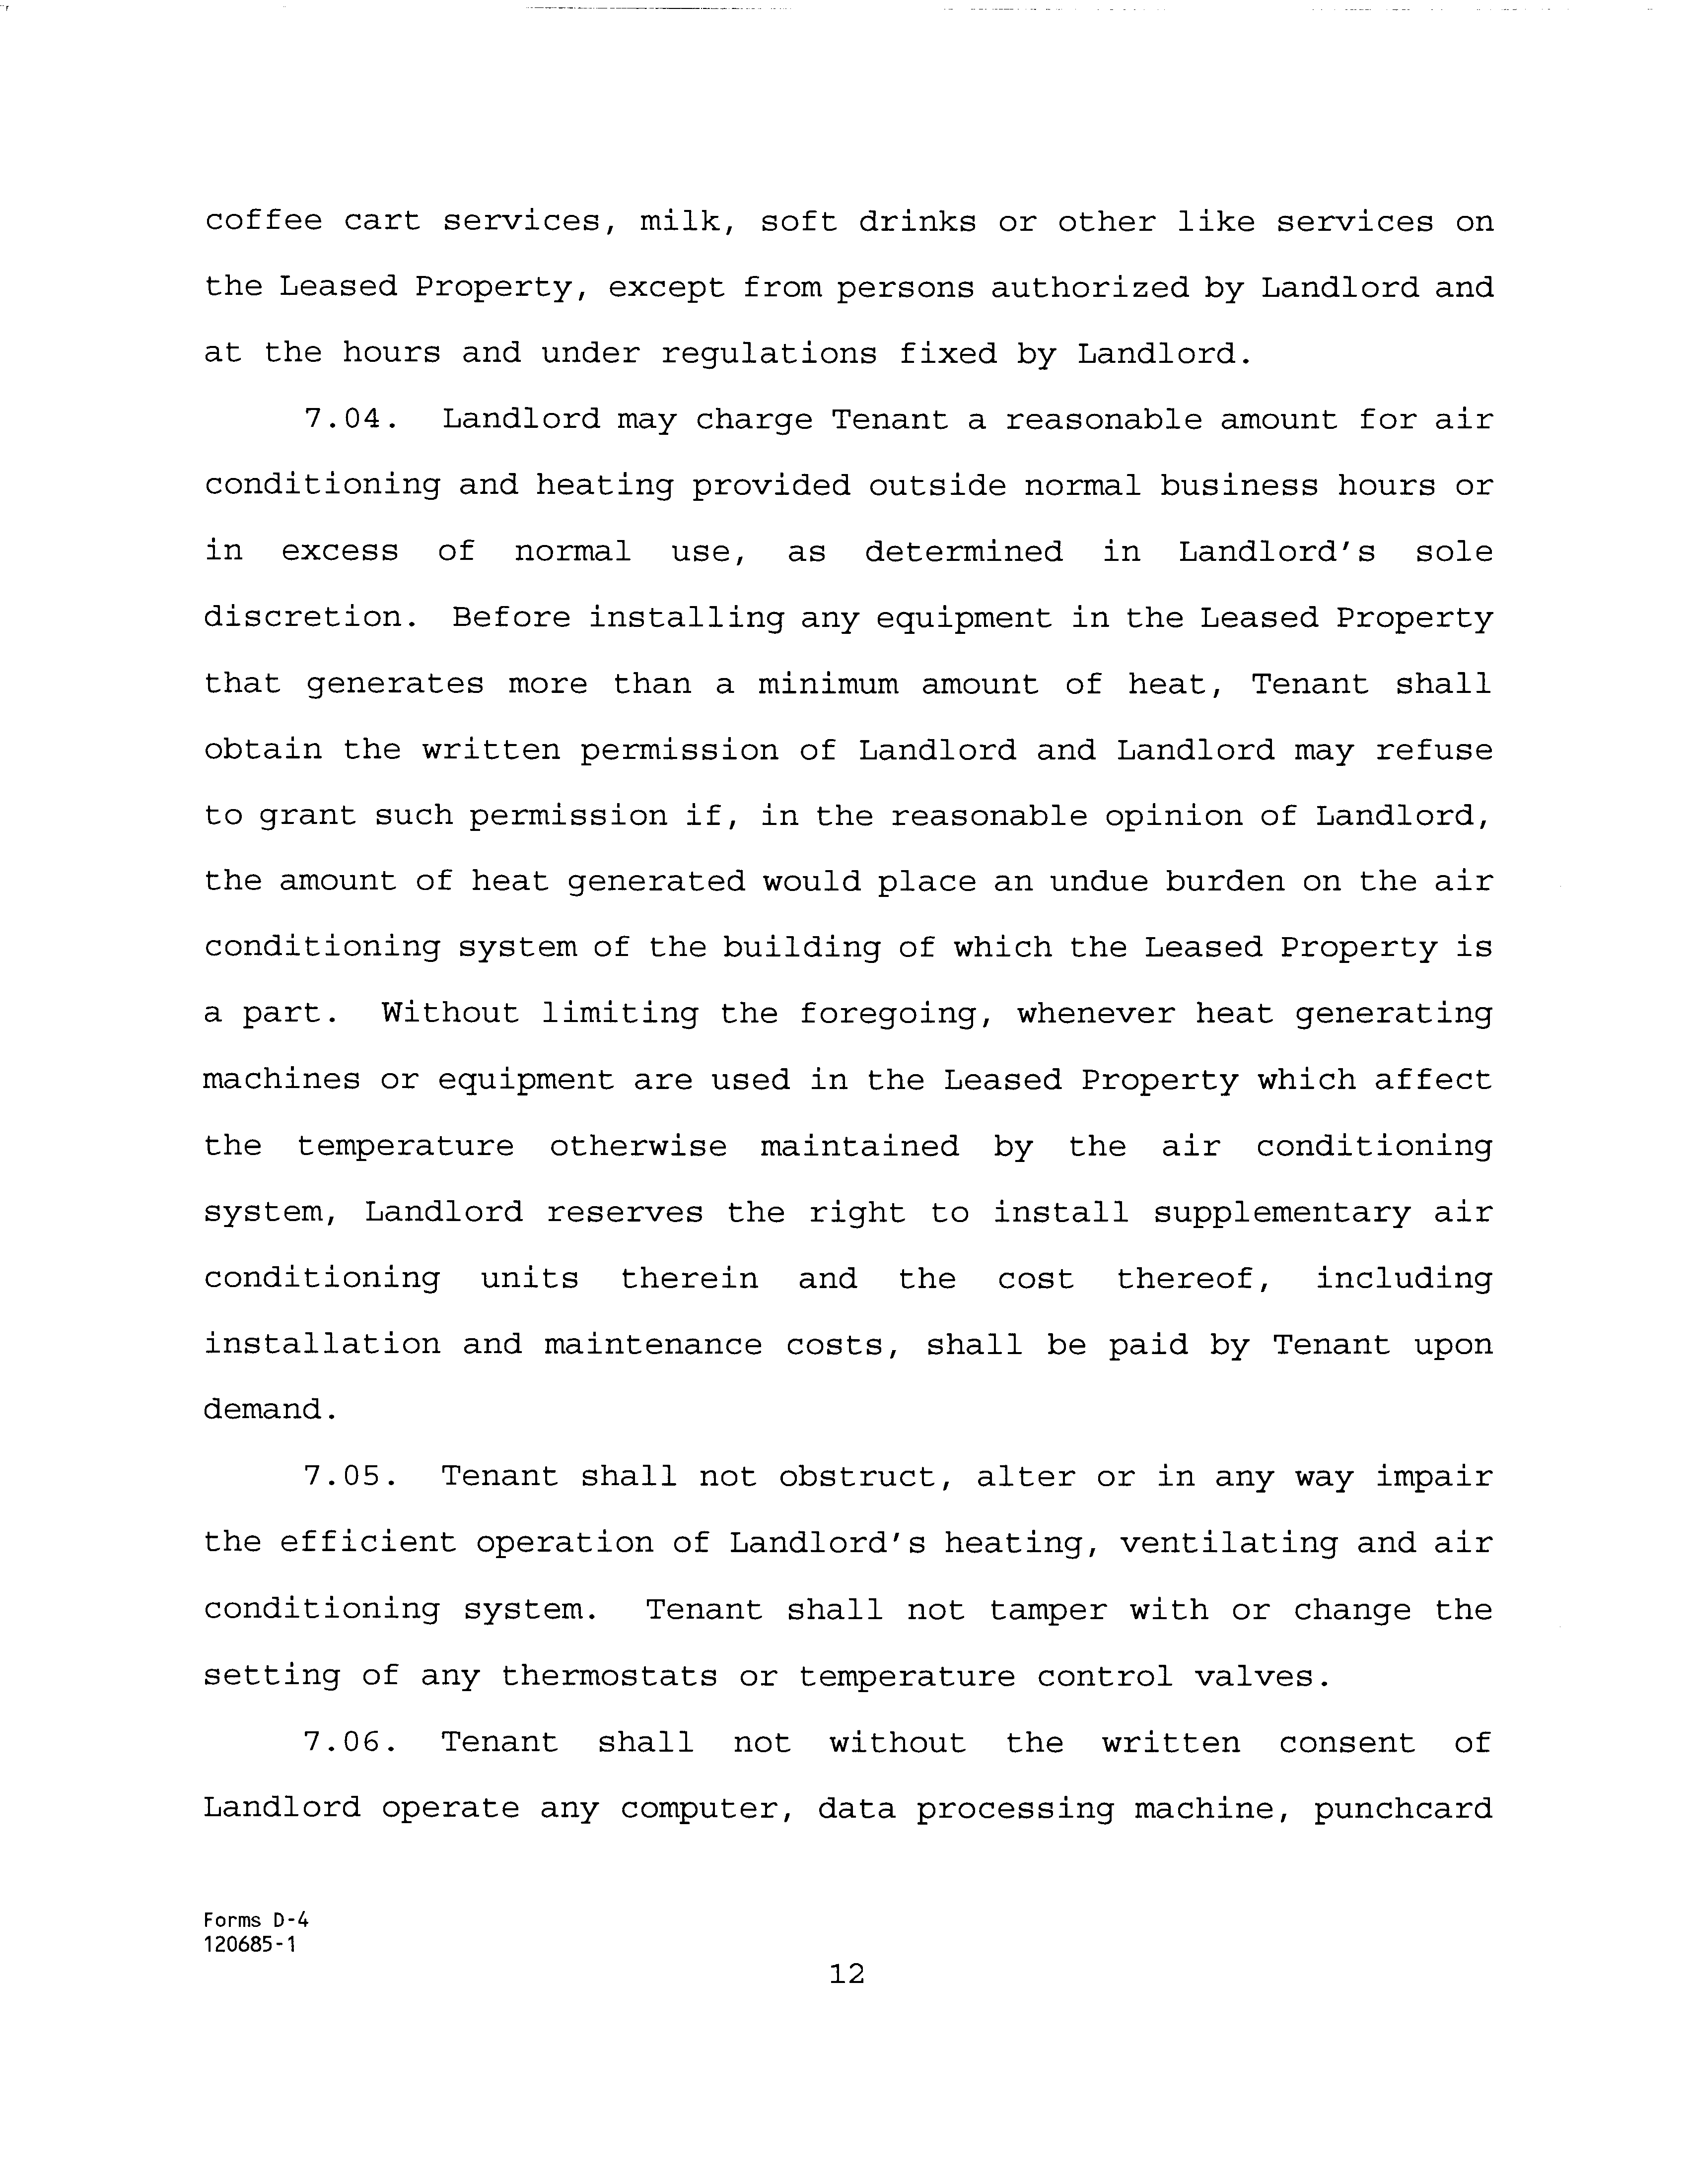 coffee cart services, milk, soft drinks or other like services on
the Leased Property, except from persons authorized by Landlord and
at the hours and under regulations fixed by Landlord.
7.04. Landlord may charge Tenant a reasonable amount for air
conditioning and heating provided outside normal business hours or
in excess of normal use, as determined in Landlord's sole
discretion. Before installing any equipment in the Leased Property
that generates more than a minimum amount of heat, Tenant shall
obtain the written permission of Landlord and Landlord may refuse
to grant such permission if, in the reasonable opinion of Landlord,
the amount of heat generated would place an undue burden on the air
conditioning system of the building of which the Leased Property is
a part. Without limiting the foregoing, whenever heat generating
machines or equipment are used in the Leased Property which affect
the temperature otherwise maintained by the air conditioning
system, Landlord reserves the right to install supplementary air
conditioning units therein and the cost thereof, including
installation and maintenance costs, shall be paid by Tenant upon
demand.
7.05. Tenant shall not obstruct, alter or in any way impair
the efficient operation of Landlord's heating, ventilating and air
conditioning system. Tenant shall not tamper with or change the
setting of any thermostats or temperature control valves.
7.06. Tenant shall not without the written consent of
Landlord operate any computer, data processing machine, punchcard
Forms D-4
120685-1
12